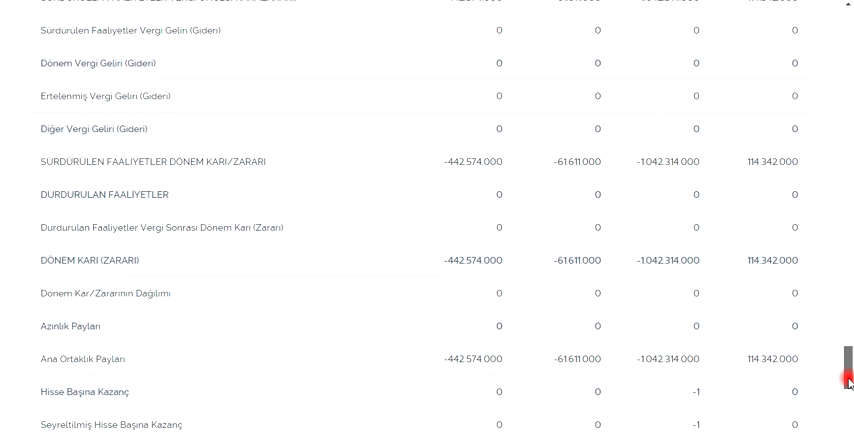 Sürdürülen Faaliyetler Vergi Geliri (Gideri) 0 0 0 0
Dönem Vergi Geliri (Gideri) 0 0 0 0
Ertelenmiş Vergi Geliri (Gideri) 0 0 0 0
Diğer Vergi Geliri (Gideri) 0 0 0 0
SÜRDÜRÜLEN FAALİYETLER DÖNEM KARI/ZARARI -442.574.000 -61.611.000 -1.042.314.000 114.342.000
DURDURULAN FAALİYETLER 0 0 0 0
Durdurulan Faaliyetler Vergi Sonrası Dönem Karı (Zararı) 0 0 0 0
DÖNEM KARI (ZARARI) -442.574.000 -61.611.000 -1.042.314.000 114.342.000
Dönem Kar/Zararının Dağılımı 0 0 0 0
Azınlık Payları 0 0 0 0
Ana Ortaklık Payları -442.574.000 -61.611.000 -1.042.314.000 114.342.000
Hisse Başına Kazanç 0 0 -1 0
Seyreltilmiş Hisse Başına Kazanç 0 0 -1 0